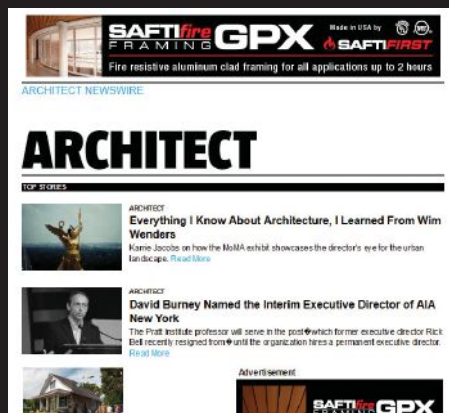 SAFTIfire
FRAMING GPX
Made in USA by
SAFTIFIRST
Fire resistive aluminum clad framing for all applications up to 2 hours
ARCHITECT NEWSWIRE
ARCHITECT
TOP STORIES
ARCHITECT
Everything I Know About Architecture, I Learned From Wim
Wenders
Karrie Jacobs on how the MoMA exhibit showcases the director's eye for the urban
landscape. Read More
ARCHITECT
David Burney Named the Interim Executive Director of AIA
New York
The Pratt Institute professor will serve in the post�which former executive director Rick
Bell recently resigned from�until the organization hires a permanent executive director.
Read More
Advertisement
SAFTIfire
FRAMING GPX